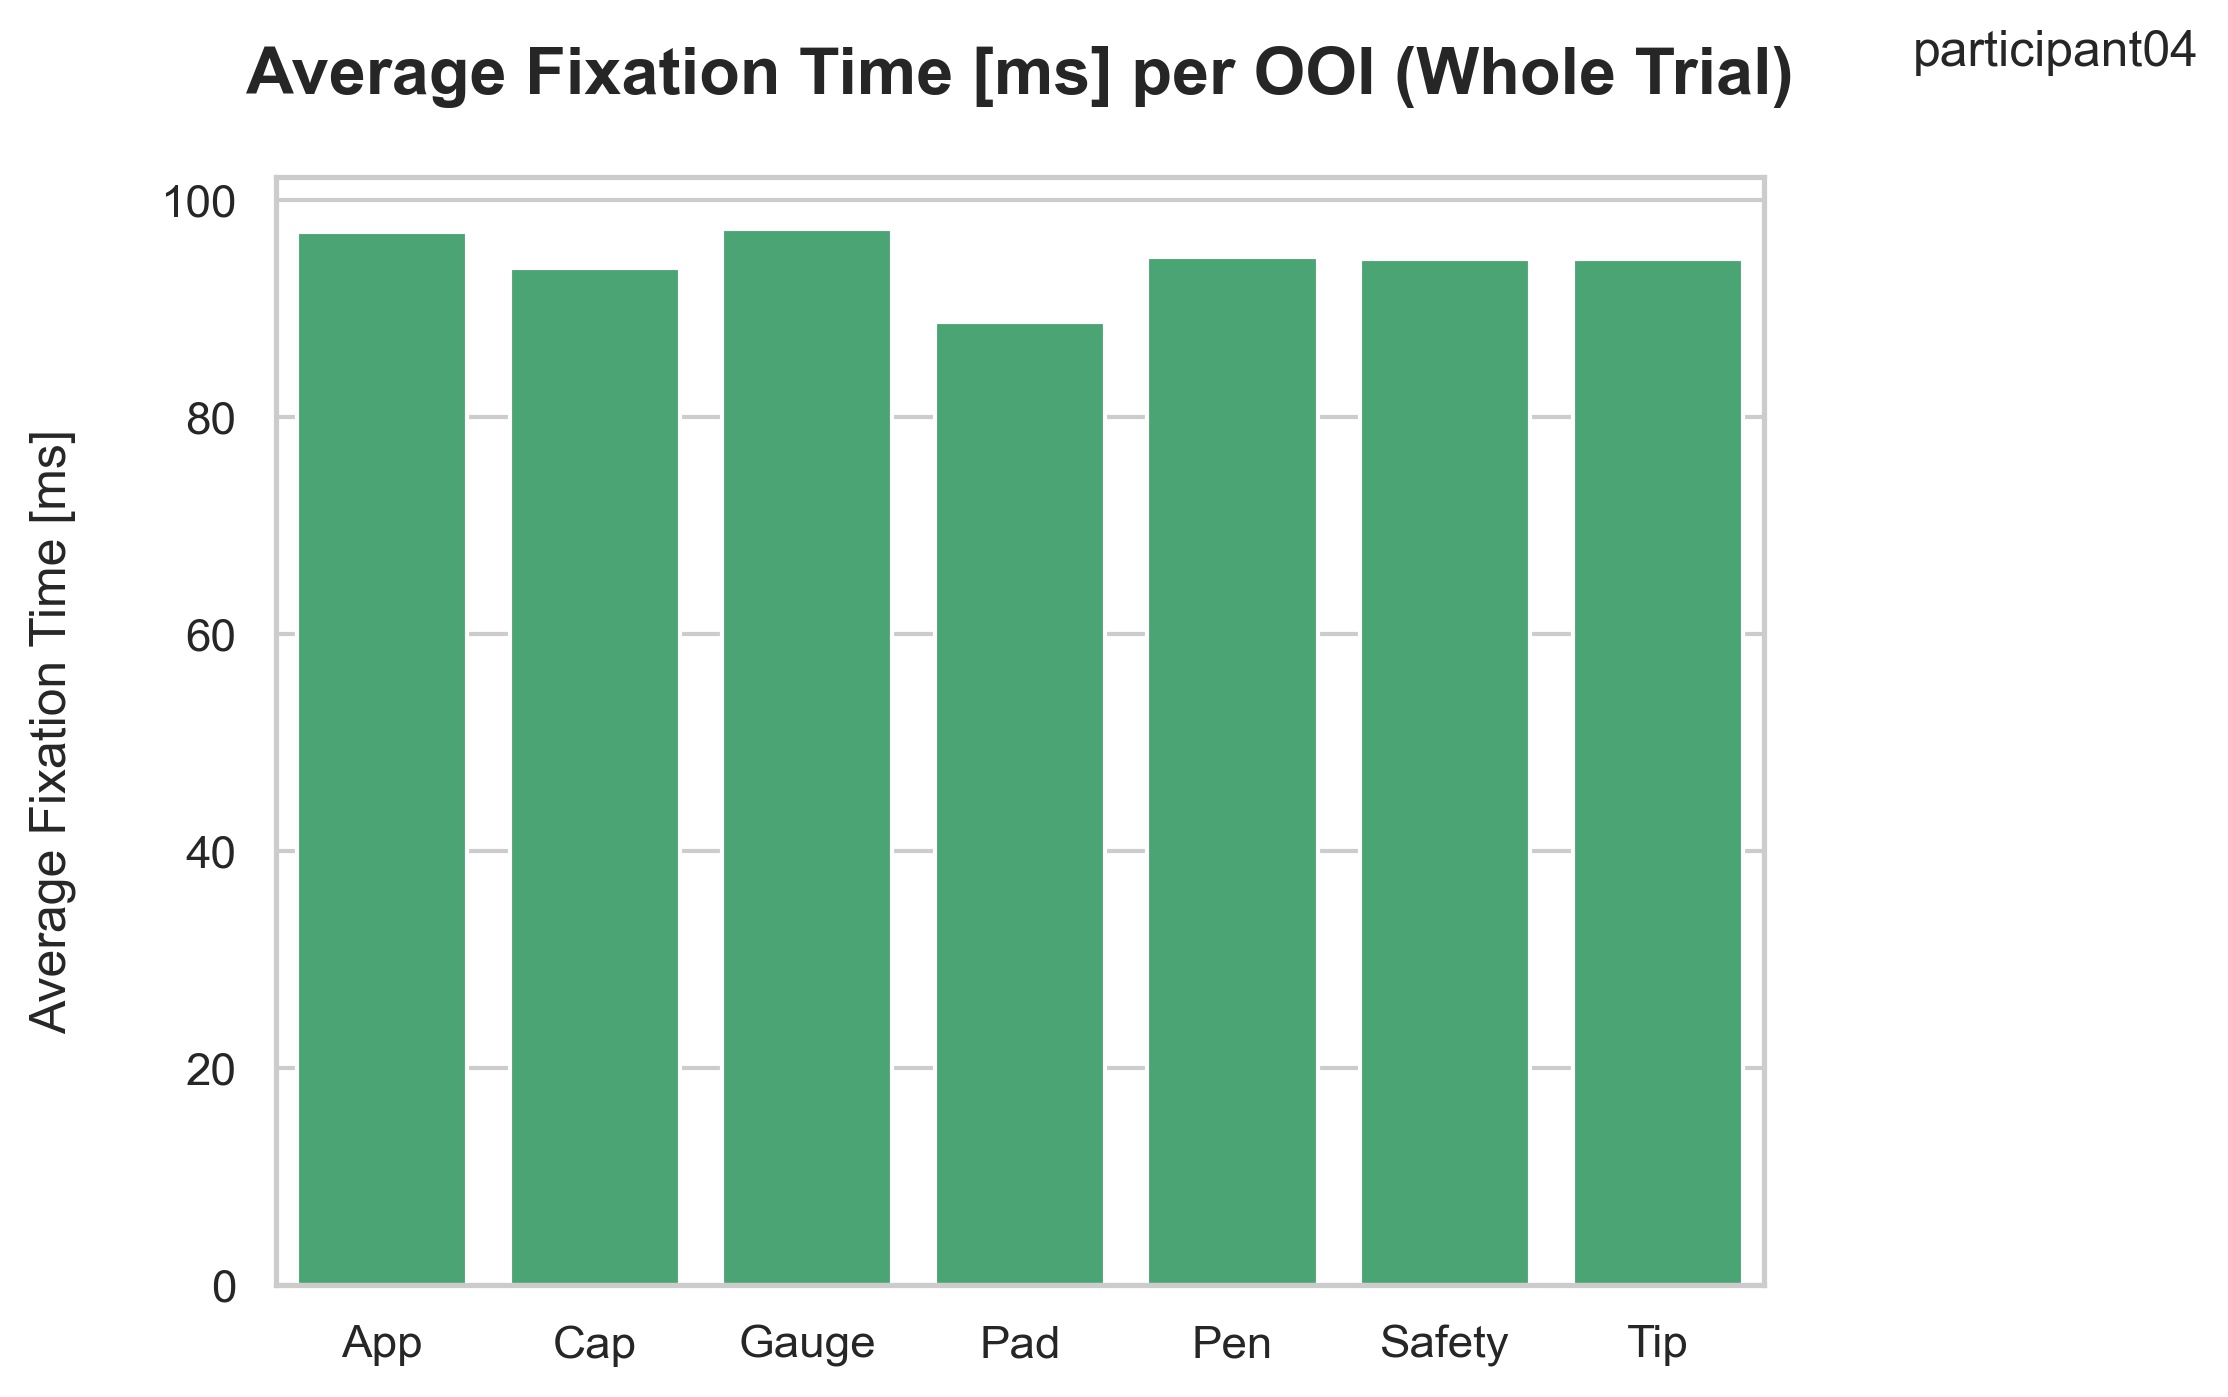 Average Fixation Time [ms] per OOI (Whole Trial)
participant04
Average Fixation Time [ms]
100
80
60
40
20
0
App Cap Gauge Pad Pen Safety Tip